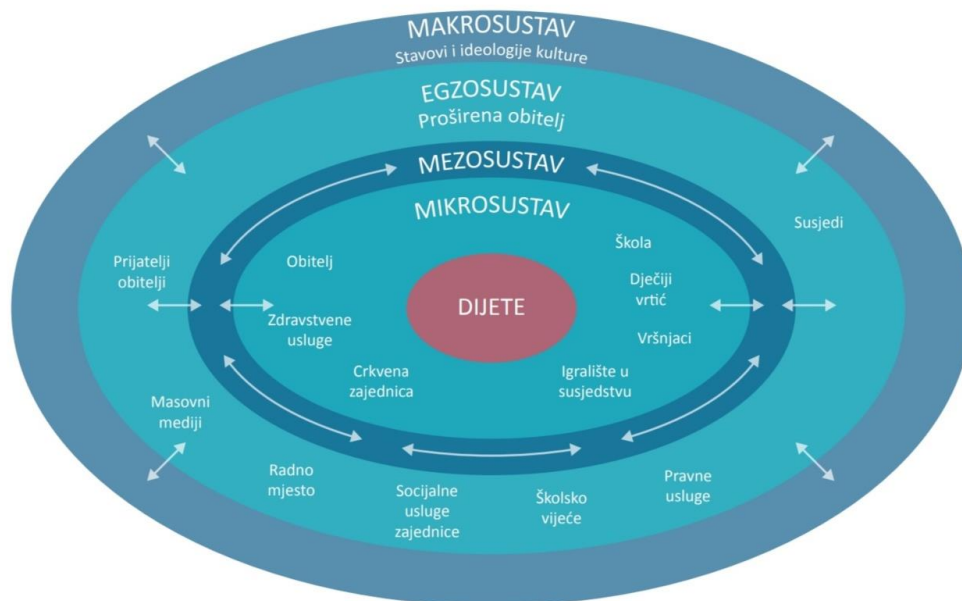 MAKROSUSTAV
Stavovi i ideologije kulture
EGZOSUSTAV
Proširena obitelj
MEZOSUSTAV
MIKROSUSTAV
Susjedi
Škola
Prijatelji
obitelji
Obitelj
Dječiji
vrtić
DIJETE
Zdravstvene
usluge
Vršnjaci
Crkvena
zajednica
Igralište u
susjedstvu
Masovni
mediji
Radno
mjesto
Socijalne
usluge
zajednice
Školsko
vijeće
Pravne
usluge